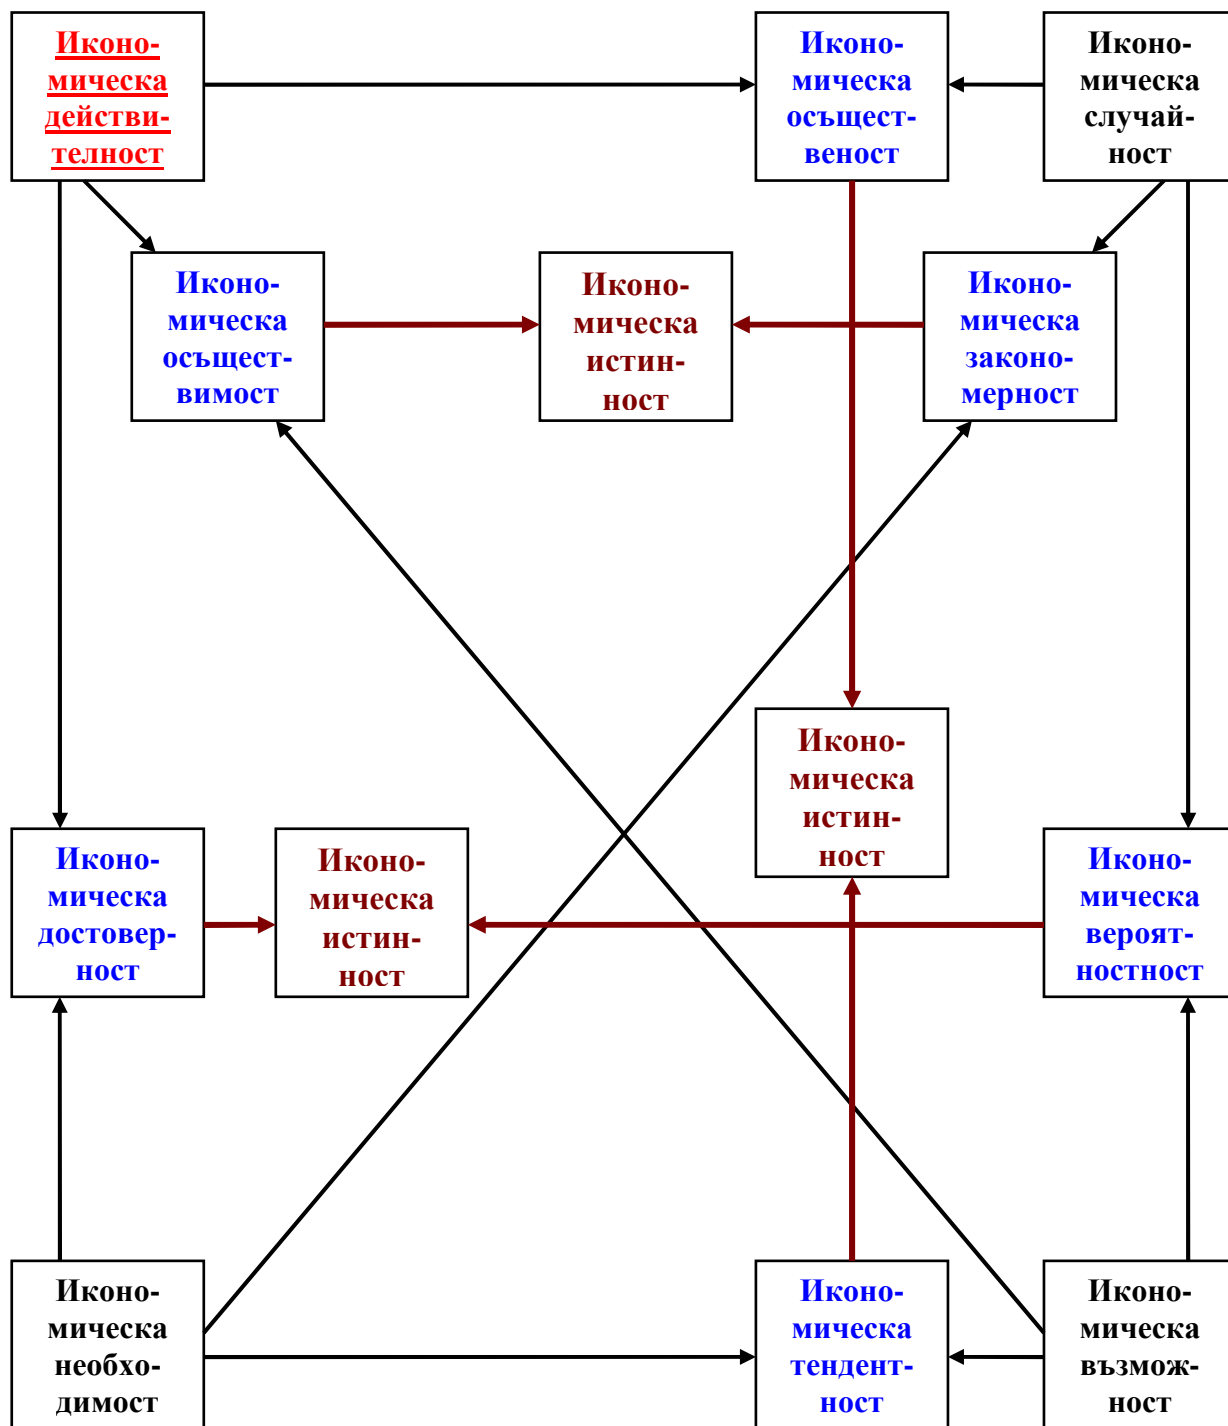 Иконо-
мическа
действи-
телност
Иконо-
мическа
осъщест-
веност
Иконо-
мическа
случай-
ност
Иконо-
мическа
осъщест-
вимост
Иконо-
мическа
истин-
ност
Иконо-
мическа
законо-
мерност
Иконо-
мическа
истин-
ност
Иконо-
мическа
достовер-
ност
Иконо-
мическа
истин-
ност
Иконо-
мическа
вероят-
ностност
Иконо-
мическа
необхо-
димост
Иконо-
мическа
тендент-
ност
Иконо-
мическа
възмож-
ност